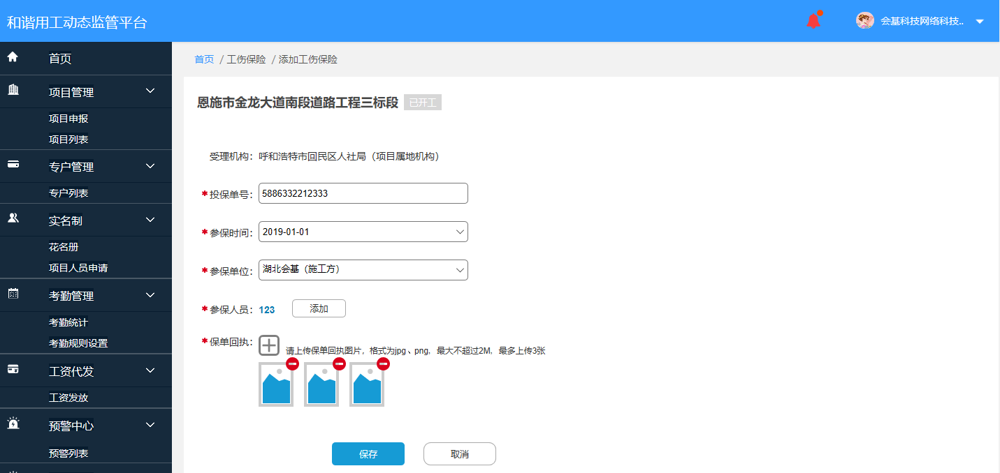 和谐用工动态监管平台
会基科技网络科技..
首页
项目管理
项目申报
项目列表
专户管理
专户列表
实名制
花名册
项目人员申请
考勤管理
考勤统计
考勤规则设置
工资代发
工资发放
预警中心
预警列表
首页 / 工伤保险 / 添加工伤保险
恩施市金龙大道南段道路工程三标段 已开工
受理机构：呼和浩特市回民区人社局（项目属地机构）
*投保单号：5886332212333
*参保时间：2019-01-01
*参保单位：湖北会基（施工方）
*参保人员：123 添加
*保单回执：请上传保单回执图片，格式为jpg、png，最大不超过2M，最多上传3张
保存 取消